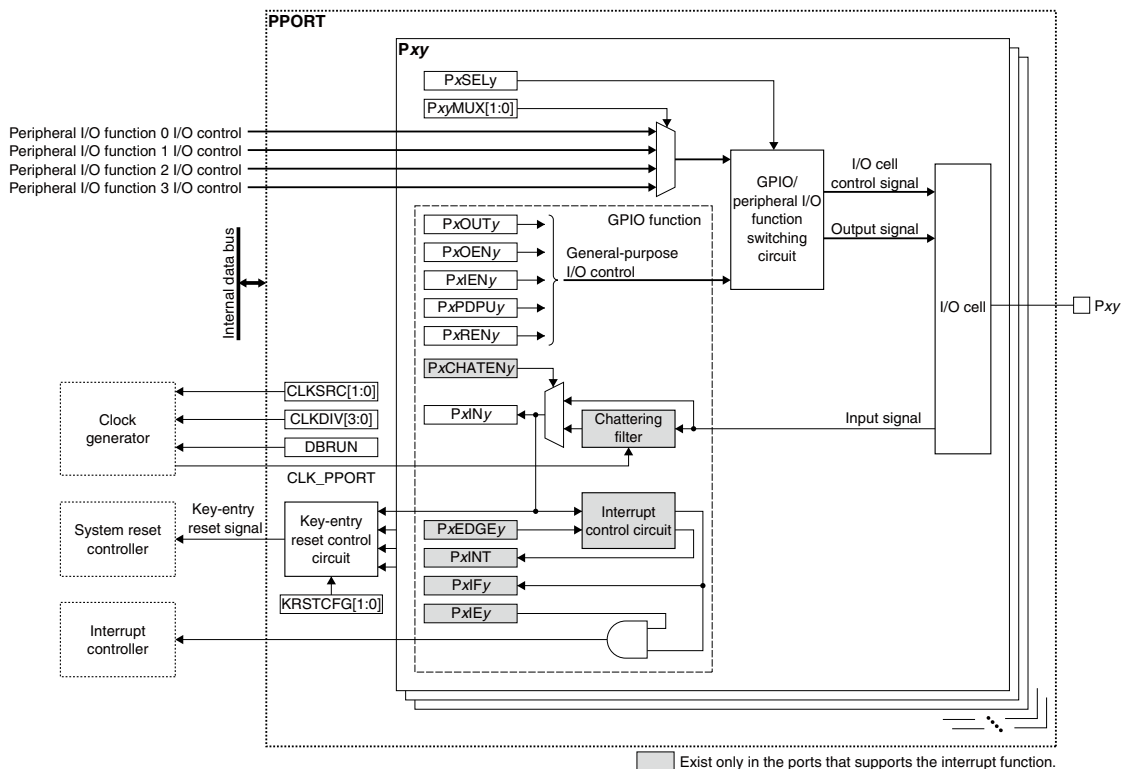 PPORT
Pxy
PxSELy
PxyMUX[1:0]
Peripheral I/O function 0 I/O control
Peripheral I/O function 1 I/O control
Peripheral I/O function 2 I/O control
Peripheral I/O function 3 I/O control
GPIO/
peripheral I/O
function
switching
circuit
I/O cell
control signal
Output signal
I/O cell
Pxy
Internal data bus
GPIO function
PxOUTy
PxOENy
PxIENy
PxPDPUy
PxRENy
General-purpose
I/O control
PxCHATENy
PxINy
Chattering
filter
Input signal
Clock
generator
CLKSRC[1:0]
CLKDIV[3:0]
DBRUN
CLK_PPORT
System reset
controller
Key-entry
reset signal
Key-entry
reset control
circuit
KRSTCFG[1:0]
Interrupt
control circuit
PxEDGEy
PxINT
PxIFy
PxIEy
Interrupt
controller
Exist only in the ports that supports the interrupt function.